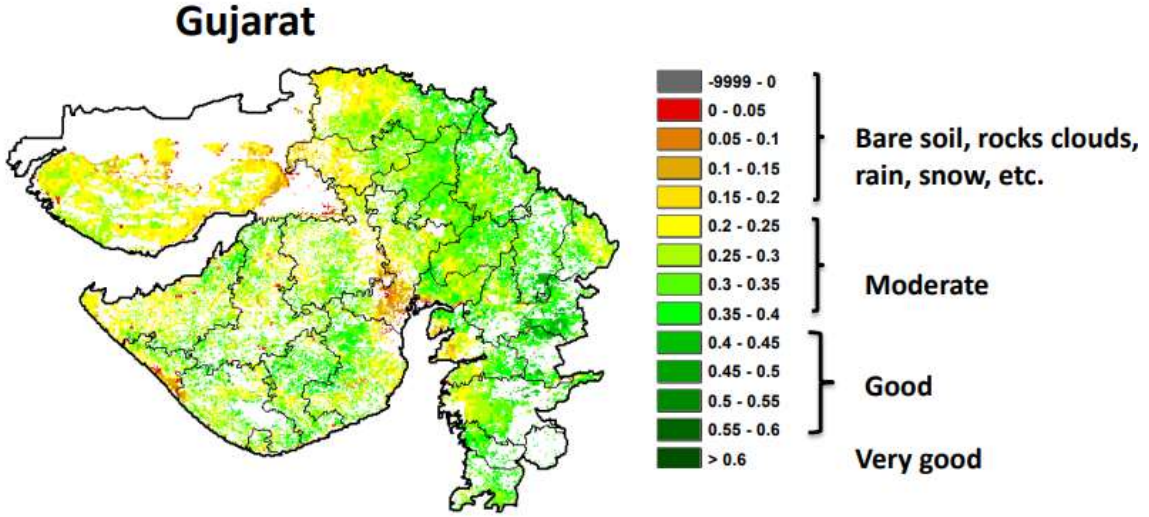 Gujarat
-9999 - 0
0 - 0.05
0.05 - 0.1
0.1 - 0.15
0.15 - 0.2
0.2 - 0.25
0.25 - 0.3
0.3 - 0.35
0.35 - 0.4
0.4 - 0.45
0.45 - 0.5
0.5 - 0.55
0.55 - 0.6
> 0.6
Bare soil, rocks clouds,
rain, snow, etc.
Moderate
Good
Very good